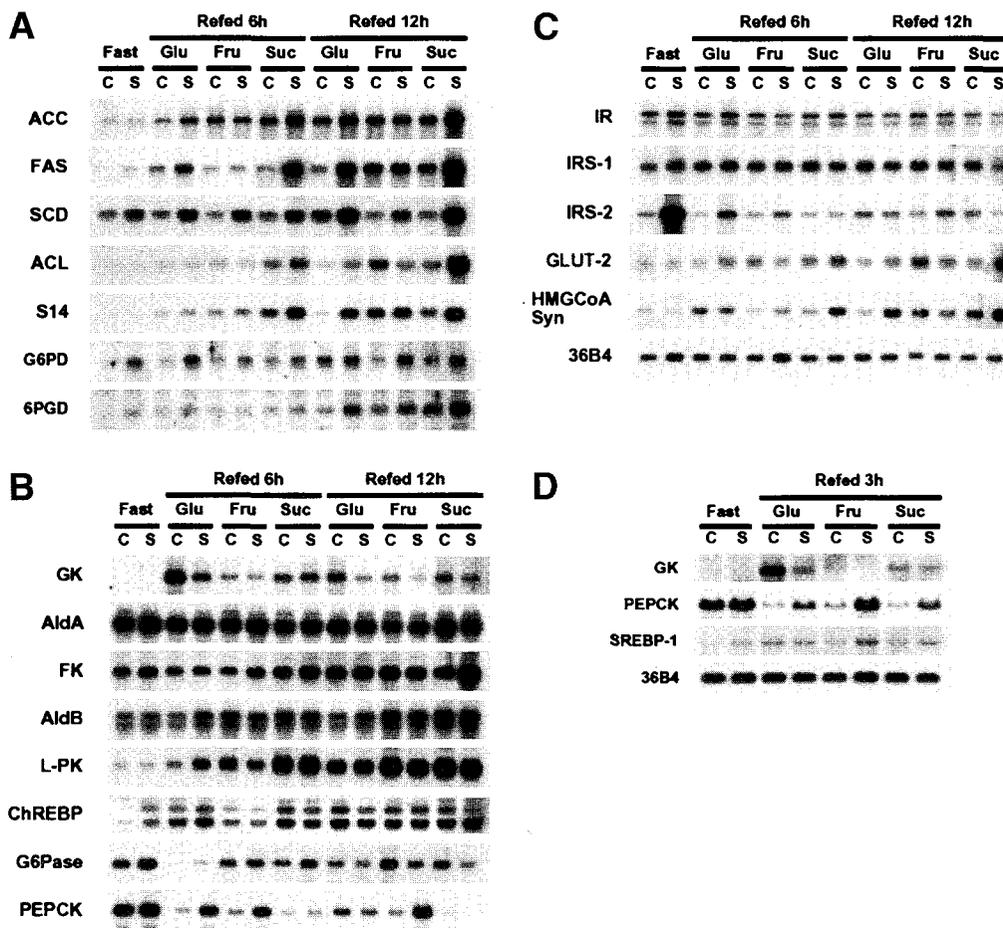 A
Refed 6h Refed 12h
Fast Glu Fru Suc Glu Fru Suc
C S C S C S C S C S C S C S
ACC
FAS
SCD
ACL
S14
G6PD
6PGD
B
Refed 6h Refed 12h
Fast Glu Fru Suc Glu Fru Suc
C S C S C S C S C S C S C S
GK
AldA
FK
AldB
L-PK
ChREBP
G6Pase
PEPCK
C
Refed 6h Refed 12h
Fast Glu Fru Suc Glu Fru Suc
C S C S C S C S C S C S C S
IR
IRS-1
IRS-2
GLUT-2
HMGCoA
Syn
36B4
D
Refed 3h
Fast Glu Fru Suc
C S C S C S C S
GK
PEPCK
SREBP-1
36B4